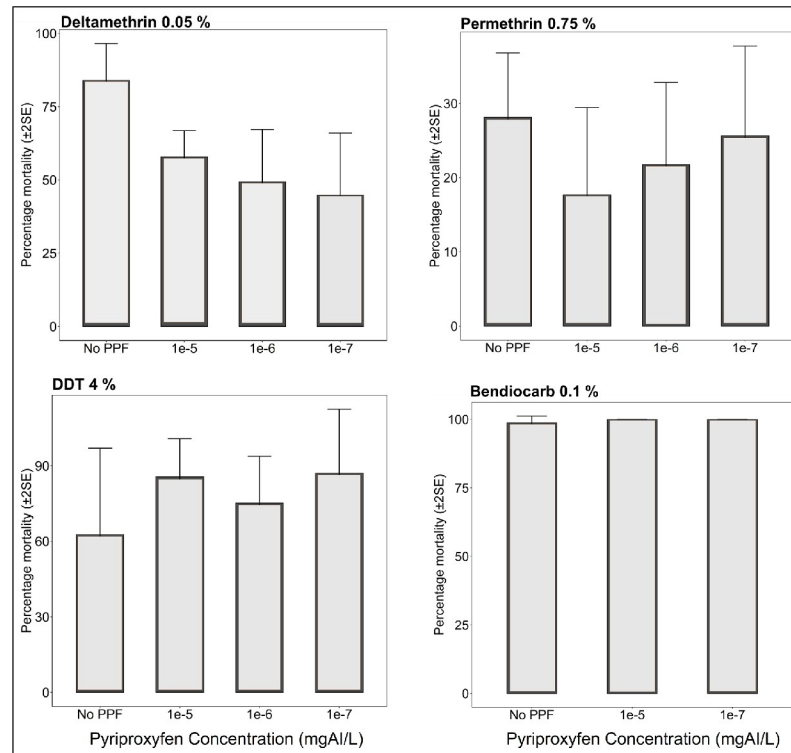 Deltamethrin 0.05 %
100
75
50
25
0
Percentage mortality (±2SE)
No PPF 1e-5 1e-6 1e-7
Permethrin 0.75 %
30
20
10
0
Percentage mortality (±2SE)
No PPF 1e-5 1e-6 1e-7
DDT 4 %
90
60
30
0
Percentage mortality (±2SE)
No PPF 1e-5 1e-6 1e-7
Pyriproxyfen Concentration (mgAI/L)
Bendiocarb 0.1 %
100
75
50
25
0
Percentage mortality (±2SE)
No PPF 1e-5 1e-7
Pyriproxyfen Concentration (mgAI/L)